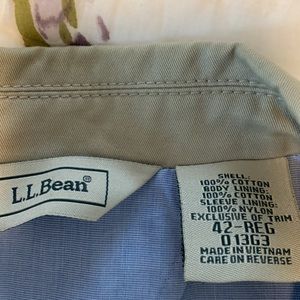 L.L.Bean®
SHELL:
100% COTTON
BODY LINING:
100% COTTON
SLEEVE LINING:
100% NYLON
EXCLUSIVE OF TRIM
42-REG
013G3
MADE IN VIETNAM
CARE ON REVERSE